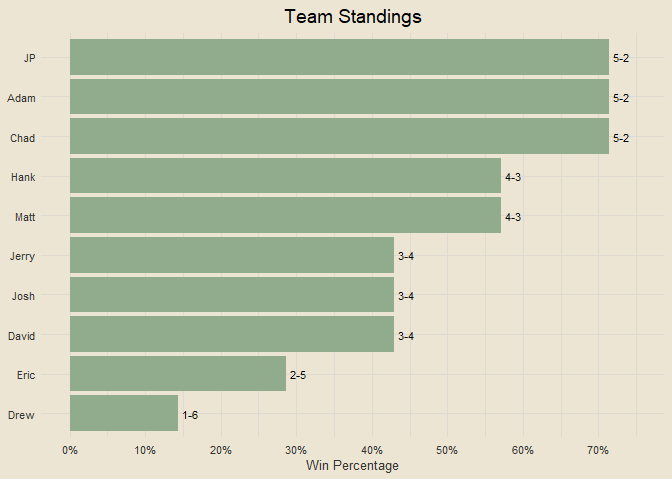 Team Standings
JP 5-2
Adam 5-2
Chad 5-2
Hank 4-3
Matt 4-3
Jerry 3-4
Josh 3-4
David 3-4
Eric 2-5
Drew 1-6
0% 10% 20% 30% 40% 50% 60% 70%
Win Percentage